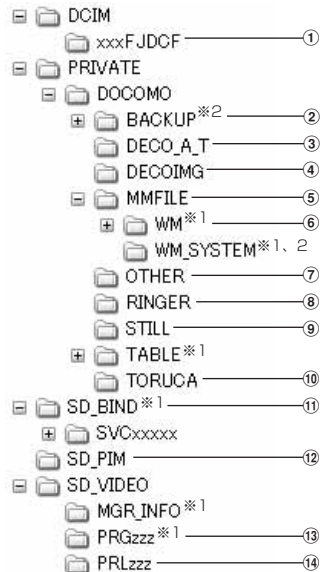 DCIM
xxxFJDCF ①
PRIVATE
DOCOMO
BACKUP※2 ②
DECO_A_T ③
DECOIMG ④
MMFILE ⑤
WM※1 ⑥
WM_SYSTEM※1、2
OTHER ⑦
RINGER ⑧
STILL ⑨
TABLE※1
TORUCA ⑩
SD_BIND※1 ⑪
SVCxxxxx
SD_PIM ⑫
SD_VIDEO
MGR_INFO※1
PRGzzz※1 ⑬
PRLzzz ⑭